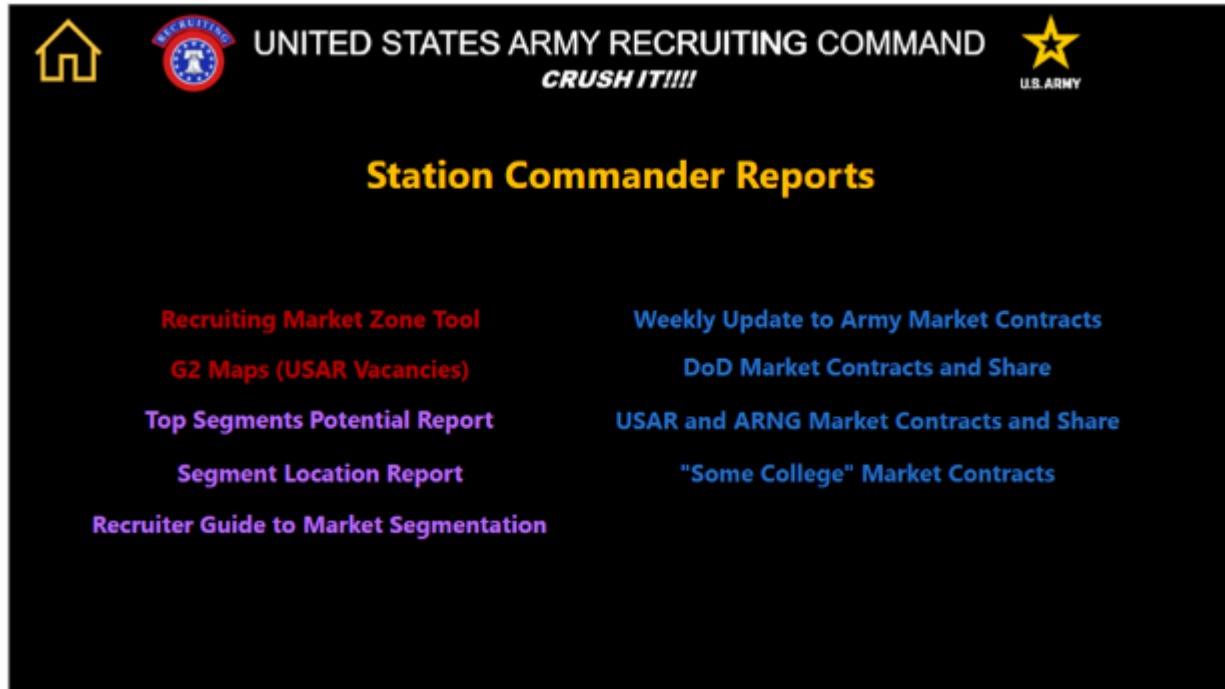 RECRUITING
UNITED STATES ARMY RECRUITING COMMAND
CRUSH IT!!!!
U.S. ARMY
Station Commander Reports
Recruiting Market Zone Tool
G2 Maps (USAR Vacancies)
Top Segments Potential Report
Segment Location Report
Recruiter Guide to Market Segmentation
Weekly Update to Army Market Contracts
DoD Market Contracts and Share
USAR and ARNG Market Contracts and Share
"Some College" Market Contracts